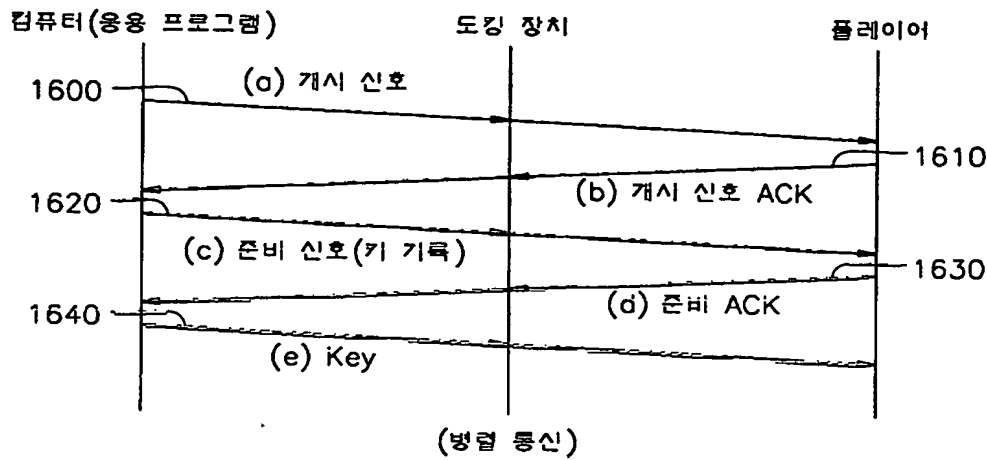 컴퓨터(응용 프로그램)
도킹 장치
플레이어
(a) 개시 신호
1600
1610
(b) 개시 신호 ACK
1620
(c) 준비 신호(키 기록)
1630
(d) 준비 ACK
1640
(e) Key
(병렬 통신)